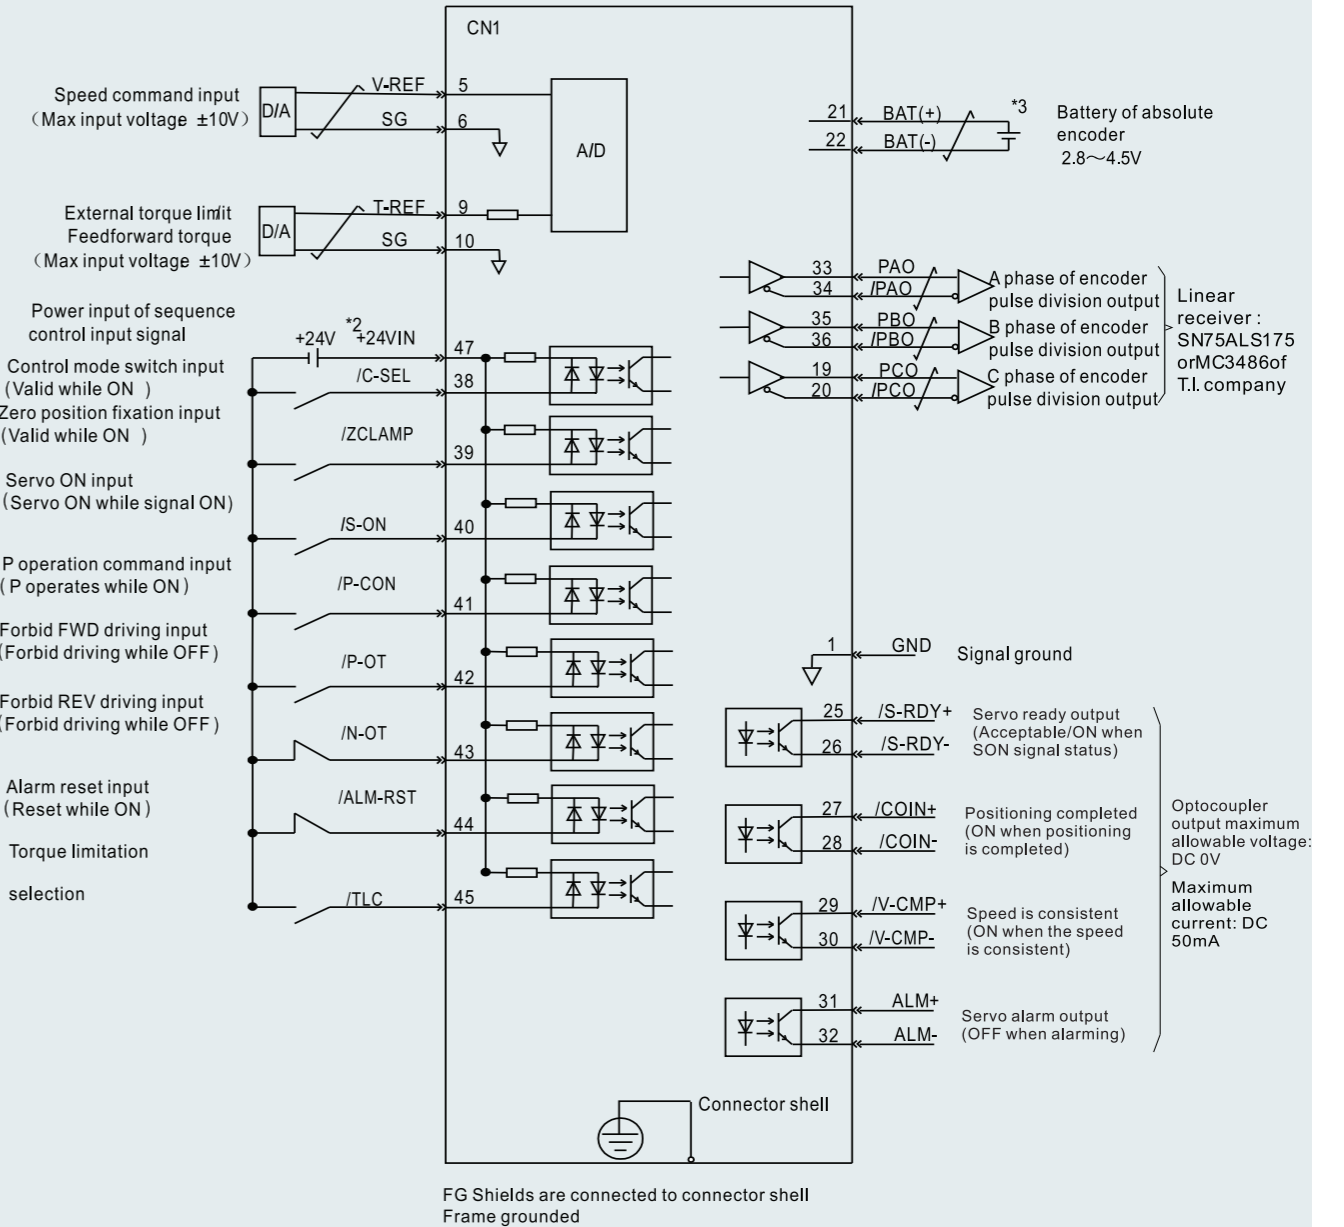 CN1
Speed command input
(Max input voltage ±10V)
D/A
V-REF
5
SG
6
A/D
External torque limit
Feedforward torque
(Max input voltage ±10V)
D/A
T-REF
9
SG
10
Power input of sequence
control input signal
+24V
*2
+24VIN
47
Control mode switch input
(Valid while ON )
/C-SEL
38
Zero position fixation input
(Valid while ON )
/ZCLAMP
39
Servo ON input
(Servo ON while signal ON)
/S-ON
40
P operation command input
( P operates while ON )
/P-CON
41
Forbid FWD driving input
(Forbid driving while OFF )
/P-OT
42
Forbid REV driving input
(Forbid driving while OFF )
/N-OT
43
Alarm reset input
(Reset while ON )
/ALM-RST
44
Torque limitation
selection
/TLC
45
21
BAT(+)
22
BAT(-)
*3
Battery of absolute
encoder
2.8～4.5V
33
PAO
34
/PAO
A phase of encoder
pulse division output
35
PBO
36
/PBO
B phase of encoder
pulse division output
19
PCO
20
/PCO
C phase of encoder
pulse division output
Linear
receiver :
SN75ALS175
orMC3486of
T.I. company
1
GND
Signal ground
25
/S-RDY+
26
/S-RDY-
Servo ready output
(Acceptable/ON when
SON signal status)
27
/COIN+
28
/COIN-
Positioning completed
(ON when positioning
is completed)
29
/V-CMP+
30
/V-CMP-
Speed is consistent
(ON when the speed
is consistent)
31
ALM+
32
ALM-
Servo alarm output
(OFF when alarming)
Optocoupler
output maximum
allowable voltage:
DC 0V
Maximum
allowable
current: DC
50mA
Connector shell
FG Shields are connected to connector shell
Frame grounded